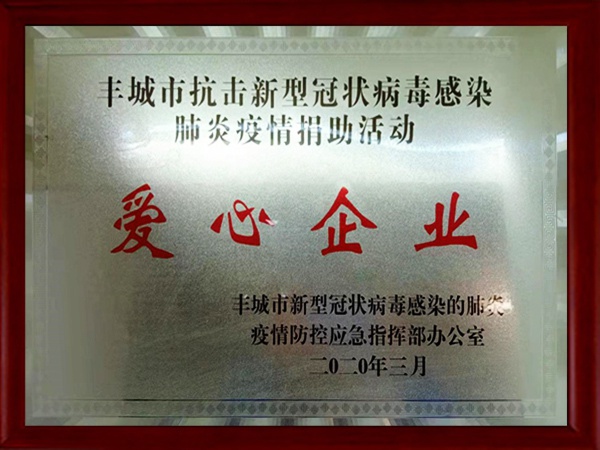 丰城市抗击新型冠状病毒感染
肺炎疫情捐助活动
爱心企业
丰城市新型冠状病毒感染的肺炎
疫情防控应急指挥部办公室
二0二0年三月